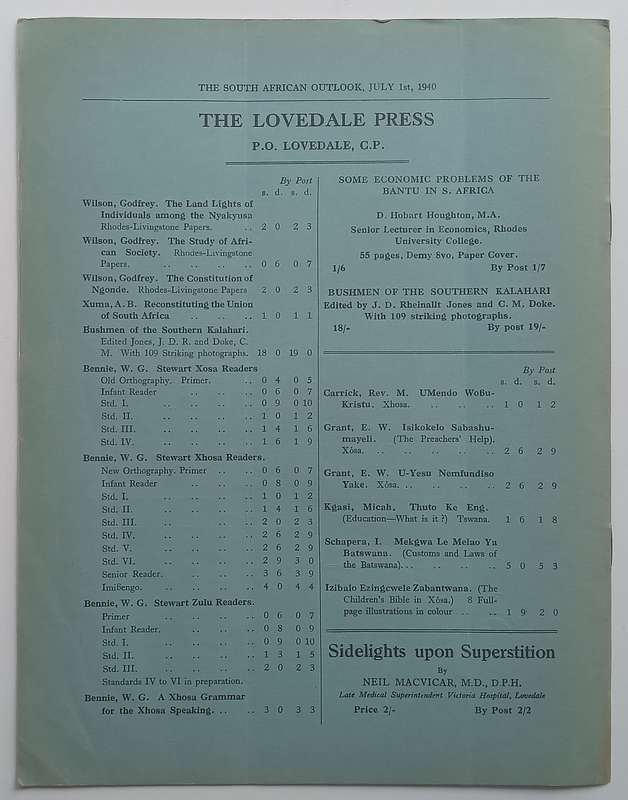 THE SOUTH AFRICAN OUTLOOK, JULY 1st, 1940
THE LOVEDALE PRESS
P.O. LOVEDALE, C.P.
By Post
s. d. s. d.
Wilson, Godfrey. The Land Lights of
Individuals among the Nyakyusa
Rhodes-Livingstone Papers. .. 2 0 2 3
Wilson, Godfrey. The Study of Afri-
can Society. Rhodes-Livingstone
Papers. .. .. .. .. 0 6 0 7
Wilson, Godfrey. The Constitution of
Ngonde. Rhodes-Livingstone Papers 2 0 2 3
Xuma, A. B. Reconstituting the Union
of South Africa .. .. .. 1 0 1 1
Bushmen of the Southern Kalahari.
Edited Jones, J. D. R. and Doke, C.
M. With 109 Striking photographs. 18 0 19 0
Bennie, W. G. Stewart Xosa Readers
Old Orthography. Primer. .. .. 0 4 0 5
Infant Reader .. .. .. 0 6 0 7
Std. I. .. .. .. .. 0 9 0 10
Std. II. .. .. .. .. 1 0 1 2
Std. III. .. .. .. .. 1 4 1 6
Std. IV. .. .. .. .. 1 6 1 9
Bennie, W. G. Stewart Xhosa Readers.
New Orthography. Primer .. .. 0 6 0 7
Infant Reader .. .. .. 0 8 0 9
Std. I. .. .. .. .. 1 0 1 2
Std. II. .. .. .. .. 1 4 1 6
Std. III. .. .. .. .. 2 0 2 3
Std. IV. .. .. .. .. 2 6 2 9
Std. V. .. .. .. .. 2 6 2 9
Std. VI. .. .. .. .. 2 9 3 0
Senior Reader. .. .. .. 3 6 3 9
Imiɓengo. .. .. .. .. 4 0 4 4
Bennie, W. G. Stewart Zulu Readers.
Primer .. .. .. .. 0 6 0 7
Infant Reader. .. .. .. 0 8 0 9
Std. I. .. .. .. .. 0 9 0 10
Std. II. .. .. .. .. 1 3 1 5
Std. III. .. .. .. .. 2 0 2 3
Standards IV to VI in preparation.
Bennie, W. G. A Xhosa Grammar
for the Xhosa Speaking. .. .. 3 0 3 3
SOME ECONOMIC PROBLEMS OF THE
BANTU IN S. AFRICA
D. Hobart Houghton, M.A.
Senior Lecturer in Economics, Rhodes
University College.
55 pages, Demy 8vo, Paper Cover.
1/6 By Post 1/7
BUSHMEN OF THE SOUTHERN KALAHARI
Edited by J. D. Rheinallt Jones and C. M. Doke.
With 109 striking photographs.
18/- By post 19/-
By Post
s. d. s. d.
Carrick, Rev. M. UMendo Woɓu-
Kristu. Xhosa. .. .. .. 1 0 1 2
Grant, E. W. Isikokelo Sabashu-
mayeli. (The Preachers' Help).
Xôsa. .. .. .. .. .. 2 6 2 9
Grant, E. W. U-Yesu Nemfundiso
Yake. Xôsa. .. .. .. .. 2 6 2 9
Kgasi, Micah. Thuto Ke Eng.
(Education—What is it?) Tswana. 1 6 1 8
Schapera, I. Mekgwa Le Melao Ya
Batswana. (Customs and Laws of
the Batswana). .. .. .. .. 5 0 5 3
Izibalo Ezingcwele Zabantwana. (The
Children's Bible in Xôsa.) 8 Full-
page illustrations in colour .. .. 1 9 2 0
Sidelights upon Superstition
By
NEIL MACVICAR, M.D., D.P.H.
Late Medical Superintendent Victoria Hospital, Lovedale
Price 2/- By Post 2/2